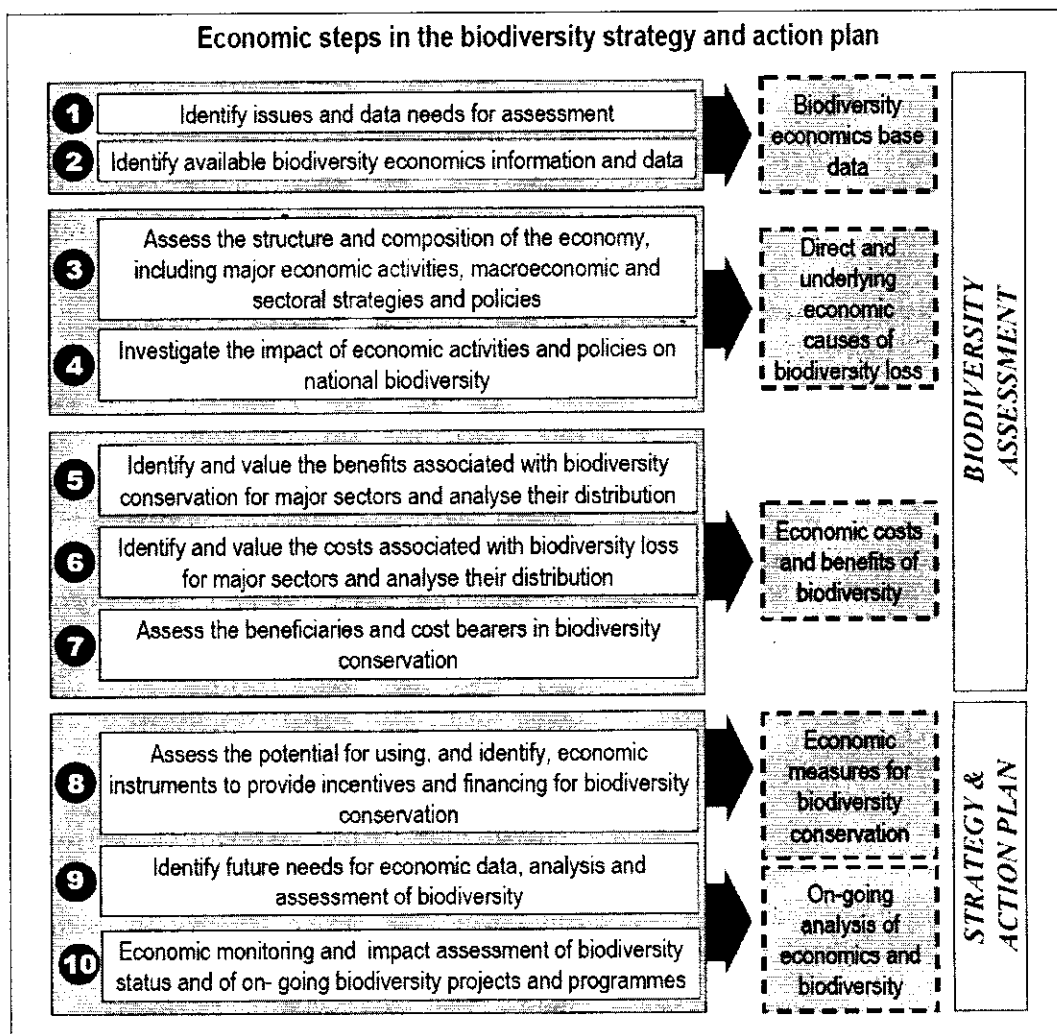 Economic steps in the biodiversity strategy and action plan
1
Identify issues and data needs for assessment
2
Identify available biodiversity economics information and data
Biodiversity
economics base
data
3
Assess the structure and composition of the economy,
including major economic activities, macroeconomic and
sectoral strategies and policies
4
Investigate the impact of economic activities and policies on
national biodiversity
Direct and
underlying
economic
causes of
biodiversity loss
5
Identify and value the benefits associated with biodiversity
conservation for major sectors and analyse their distribution
6
Identify and value the costs associated with biodiversity loss
for major sectors and analyse their distribution
7
Assess the beneficiaries and cost bearers in biodiversity
conservation
Economic costs
and benefits of
biodiversity
BIODIVERSITY
ASSESSMENT
8
Assess the potential for using, and identify, economic
instruments to provide incentives and financing for biodiversity
conservation
Economic
measures for
biodiversity
conservation
9
Identify future needs for economic data, analysis and
assessment of biodiversity
10
Economic monitoring and impact assessment of biodiversity
status and of on- going biodiversity projects and programmes
On-going
analysis of
economics and
biodiversity
STRATEGY &
ACTION PLAN